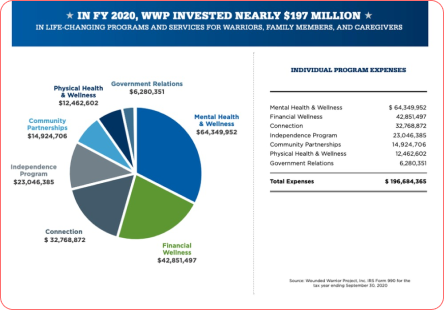 ★ IN FY 2020, WWP INVESTED NEARLY $197 MILLION ★
IN LIFE-CHANGING PROGRAMS AND SERVICES FOR WARRIORS, FAMILY MEMBERS, AND CAREGIVERS
Government Relations
$6,280,351
Physical Health
& Wellness
$12,462,602
Community
Partnerships
$14,924,706
Independence
Program
$23,046,385
Connection
$ 32,768,872
Financial
Wellness
$42,851,497
Mental Health
& Wellness
$64,349,952
INDIVIDUAL PROGRAM EXPENSES
Mental Health & Wellness $ 64,349,952
Financial Wellness 42,851,497
Connection 32,768,872
Independence Program 23,046,385
Community Partnerships 14,924,706
Physical Health & Wellness 12,462,602
Government Relations 6,280,351
Total Expenses $ 196,684,365
Source: Wounded Warrior Project, Inc, IRS Form 990 for the
tax year ending September 30, 2020